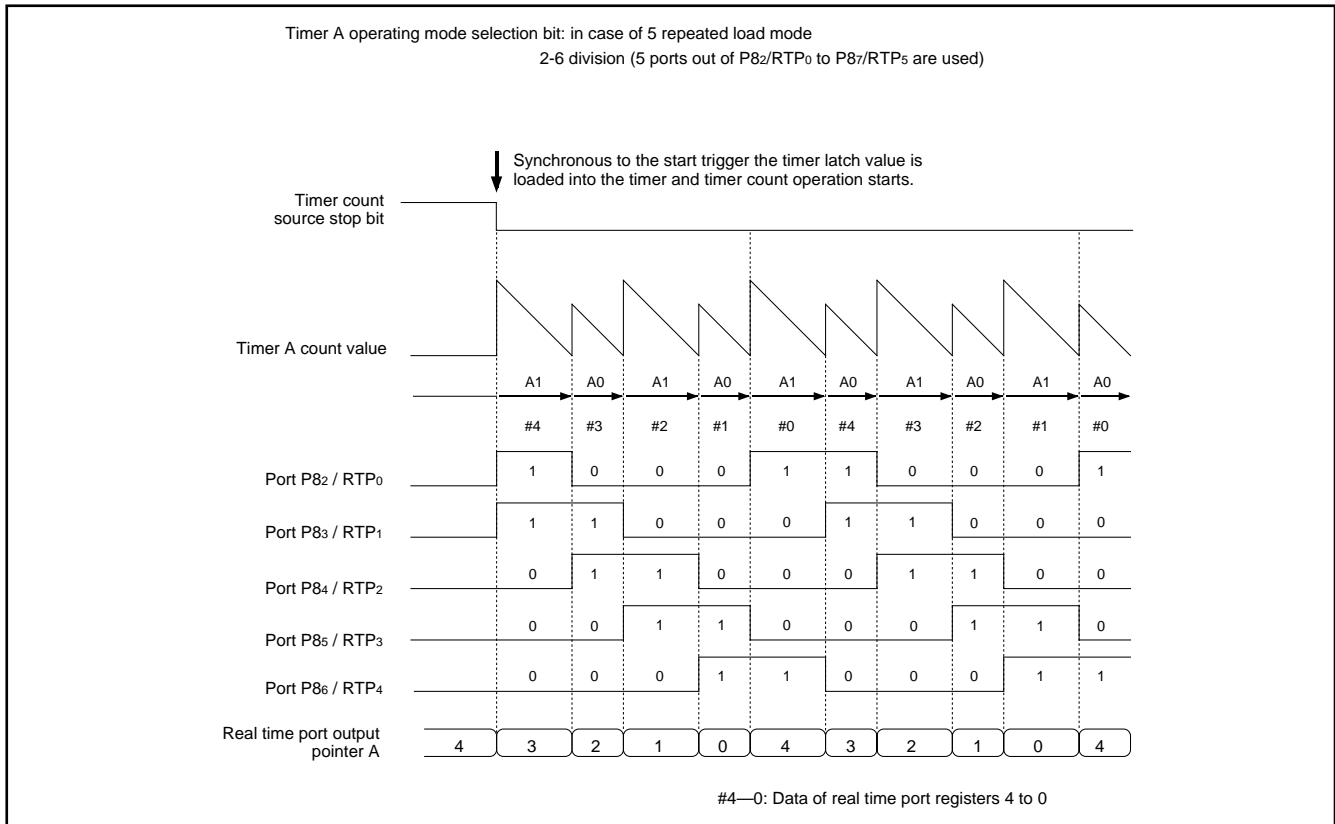 Timer A operating mode selection bit: in case of 5 repeated load mode
2-6 division (5 ports out of P82/RTP0 to P87/RTP5 are used)
Synchronous to the start trigger the timer latch value is
loaded into the timer and timer count operation starts.
Timer count
source stop bit
Timer A count value
A1 A0 A1 A0 A1 A0 A1 A0 A1 A0
#4 #3 #2 #1 #0 #4 #3 #2 #1 #0
Port P82 / RTP0 1 0 0 0 1 1 0 0 0 1
Port P83 / RTP1 1 1 0 0 0 1 1 0 0 0
Port P84 / RTP2 0 1 1 0 0 0 1 1 0 0
Port P85 / RTP3 0 0 1 1 0 0 0 1 1 0
Port P86 / RTP4 0 0 0 1 1 0 0 0 1 1
Real time port output
pointer A 4 3 2 1 0 4 3 2 1 0 4
#4—0: Data of real time port registers 4 to 0